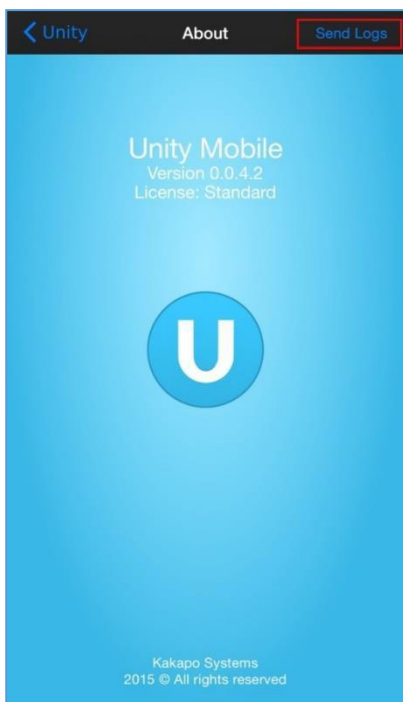 Unity About Send Logs
Unity Mobile
Version 0.0.4.2
License: Standard
U
Kakapo Systems
2015 © All rights reserved